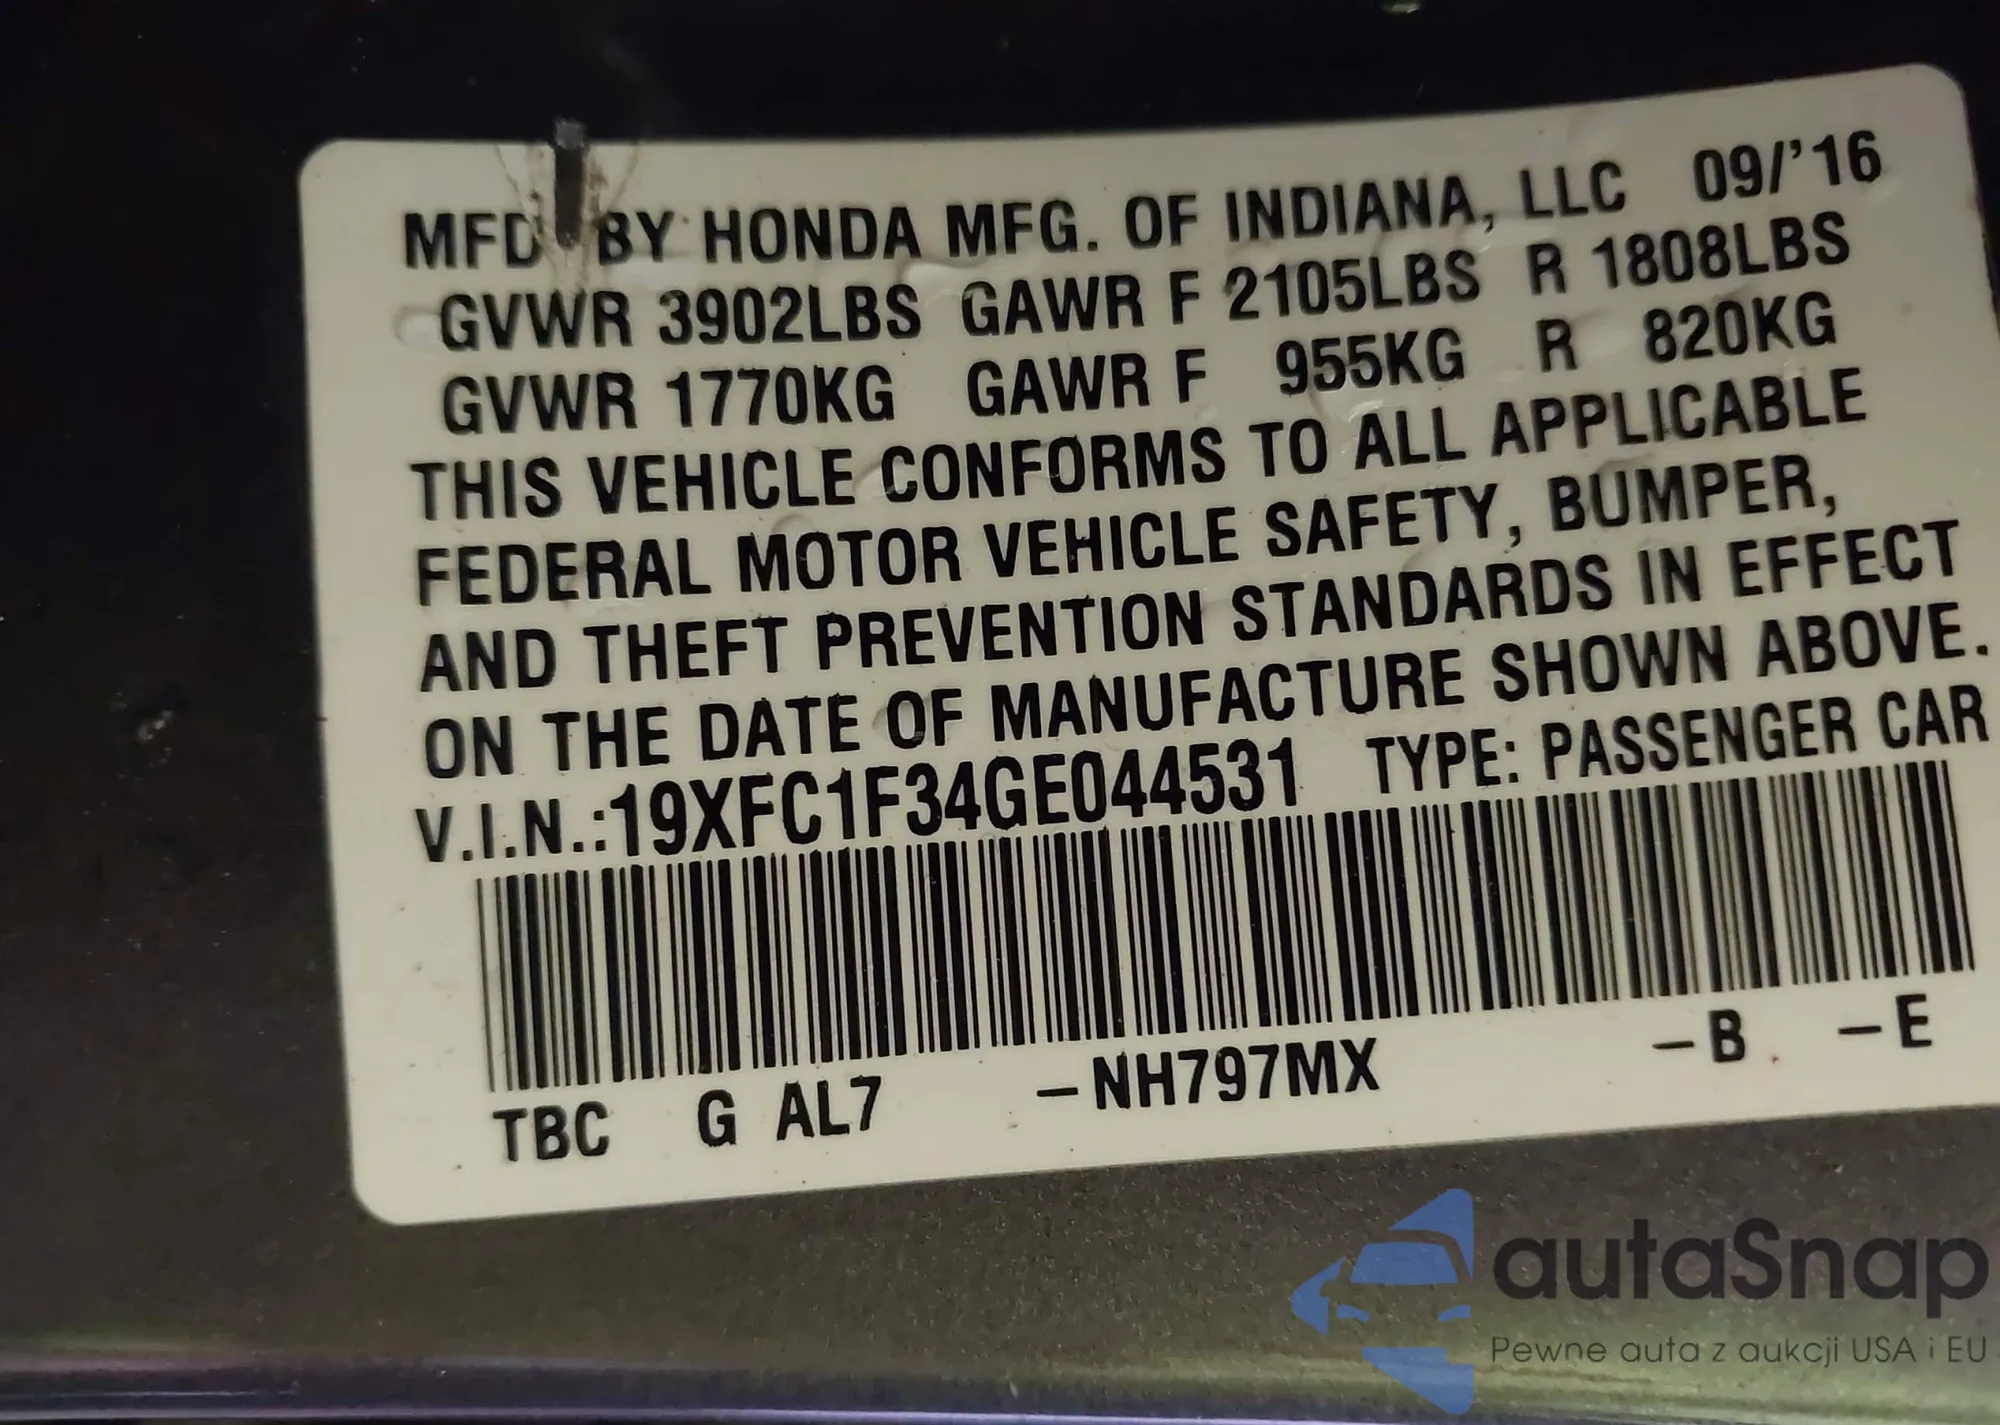 MFD BY HONDA MFG. OF INDIANA, LLC 09/'16
GVWR 3902LBS GAWR F 2105LBS R 1808LBS
GVWR 1770KG GAWR F 955KG R 820KG
THIS VEHICLE CONFORMS TO ALL APPLICABLE
FEDERAL MOTOR VEHICLE SAFETY, BUMPER,
AND THEFT PREVENTION STANDARDS IN EFFECT
ON THE DATE OF MANUFACTURE SHOWN ABOVE.
V.I.N.:19XFC1F34GE044531 TYPE: PASSENGER CAR
TBC G AL7 –NH797MX –B –E
autaSnap
Pewne auta z aukcji USA i EU